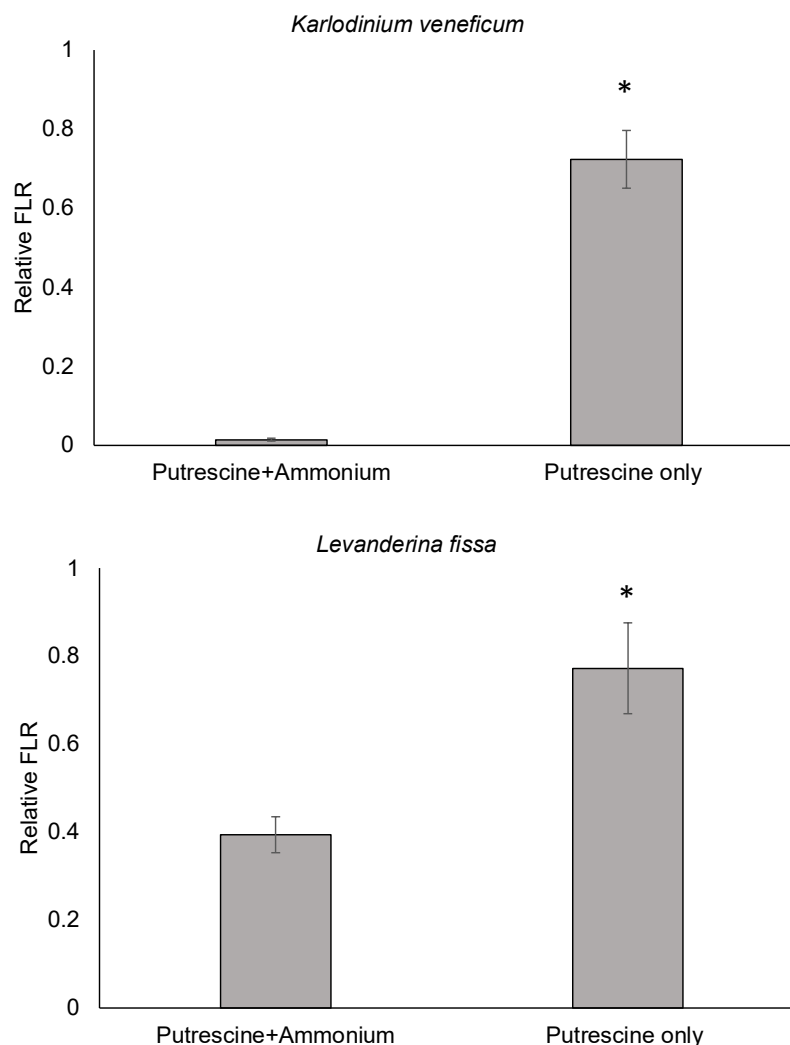 Karlodinium veneficum
1
*
0.8
0.6
Relative FLR
0.4
0.2
0
Putrescine+Ammonium Putrescine only
Levanderina fissa
1
*
0.8
0.6
Relative FLR
0.4
0.2
0
Putrescine+Ammonium Putrescine only